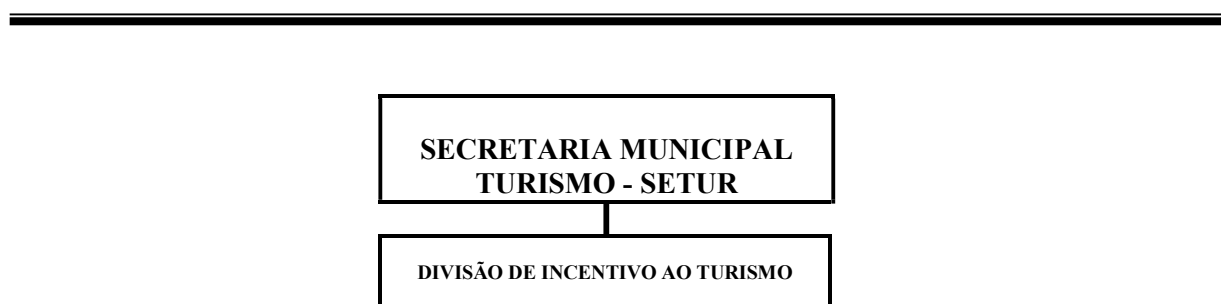 SECRETARIA MUNICIPAL
TURISMO - SETUR
DIVISÃO DE INCENTIVO AO TURISMO